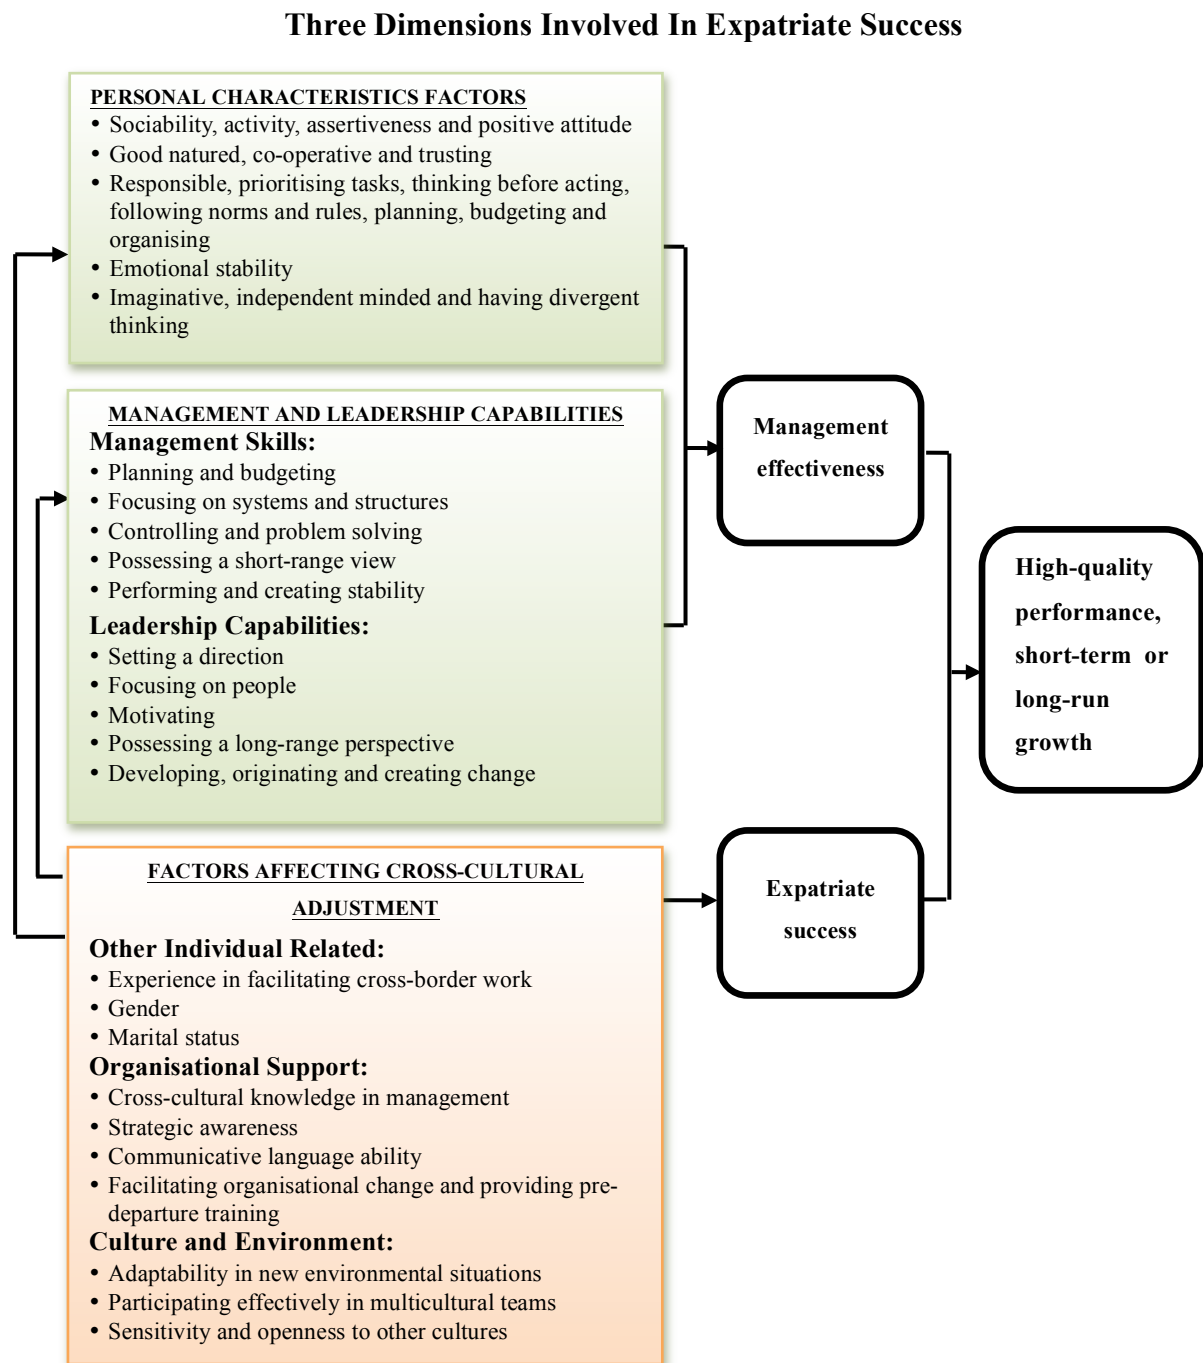 Three Dimensions Involved In Expatriate Success
PERSONAL CHARACTERISTICS FACTORS
• Sociability, activity, assertiveness and positive attitude
• Good natured, co-operative and trusting
• Responsible, prioritising tasks, thinking before acting,
following norms and rules, planning, budgeting and
organising
• Emotional stability
• Imaginative, independent minded and having divergent
thinking
MANAGEMENT AND LEADERSHIP CAPABILITIES
Management Skills:
• Planning and budgeting
• Focusing on systems and structures
• Controlling and problem solving
• Possessing a short-range view
• Performing and creating stability
Leadership Capabilities:
• Setting a direction
• Focusing on people
• Motivating
• Possessing a long-range perspective
• Developing, originating and creating change
FACTORS AFFECTING CROSS-CULTURAL
ADJUSTMENT
Other Individual Related:
• Experience in facilitating cross-border work
• Gender
• Marital status
Organisational Support:
• Cross-cultural knowledge in management
• Strategic awareness
• Communicative language ability
• Facilitating organisational change and providing pre-
departure training
Culture and Environment:
• Adaptability in new environmental situations
• Participating effectively in multicultural teams
• Sensitivity and openness to other cultures
Management
effectiveness
Expatriate
success
High-quality
performance,
short-term or
long-run
growth